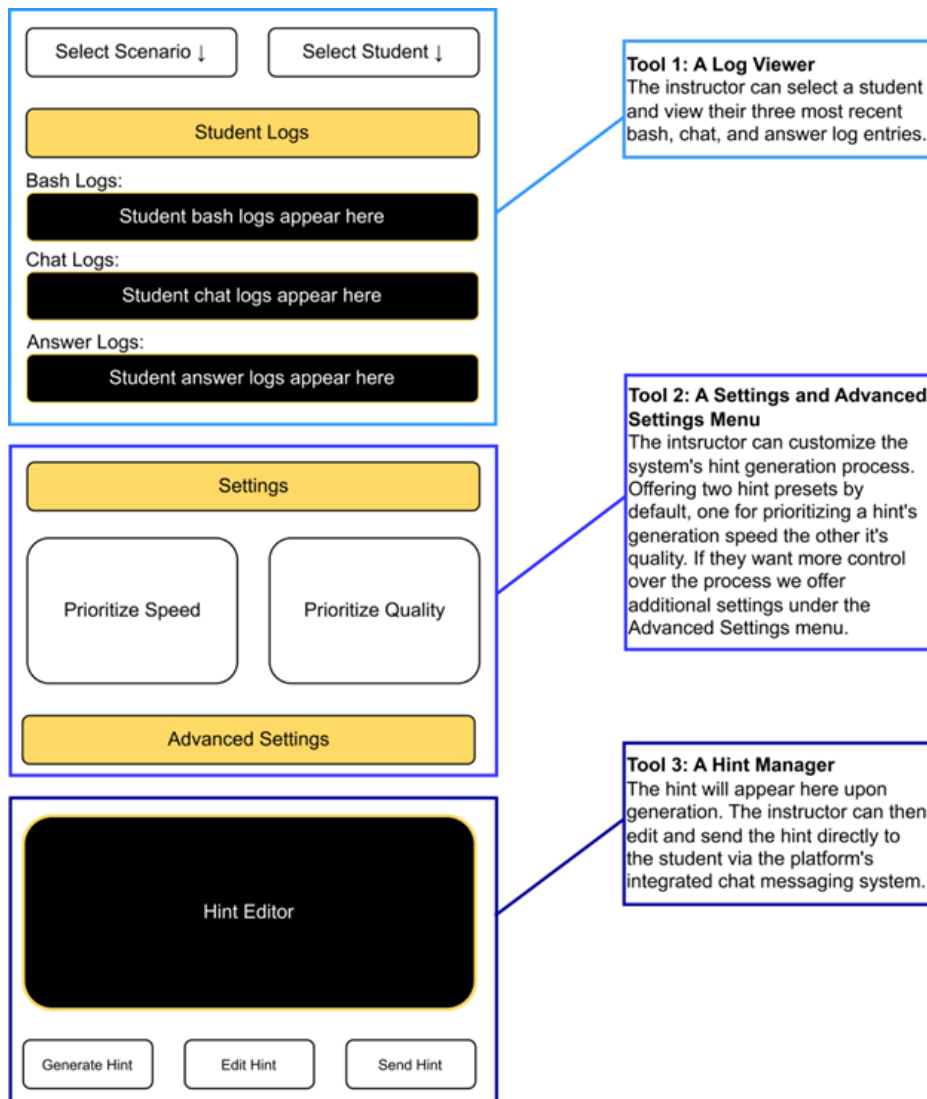 Select Scenario ↓
Select Student ↓
Student Logs
Bash Logs:
Student bash logs appear here
Chat Logs:
Student chat logs appear here
Answer Logs:
Student answer logs appear here
Tool 1: A Log Viewer
The instructor can select a student
and view their three most recent
bash, chat, and answer log entries.
Settings
Prioritize Speed
Prioritize Quality
Advanced Settings
Tool 2: A Settings and Advanced
Settings Menu
The intsructor can customize the
system's hint generation process.
Offering two hint presets by
default, one for prioritizing a hint's
generation speed the other it's
quality. If they want more control
over the process we offer
additional settings under the
Advanced Settings menu.
Hint Editor
Generate Hint
Edit Hint
Send Hint
Tool 3: A Hint Manager
The hint will appear here upon
generation. The instructor can then
edit and send the hint directly to
the student via the platform's
integrated chat messaging system.